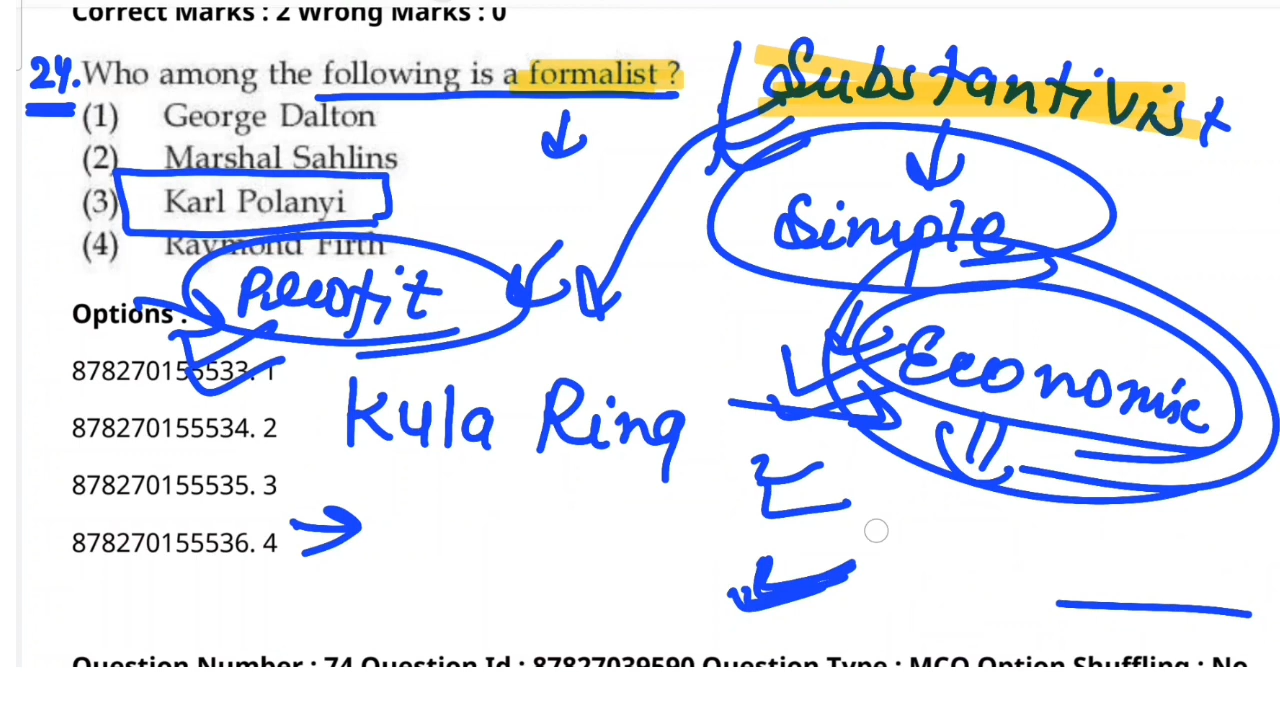 Correct Marks : 2 Wrong Marks : 0
24. Who among the following is a formalist ?
Substantivist
(1) George Dalton
(2) Marshal Sahlins
(3) Karl Polanyi
Simple
(4) Raymond Firth
Options :
Economic
878270155533. 1
Kula Ring
878270155534. 2
878270155535. 3
878270155536. 4
Question Number : 74 Question Id : 87827039590 Question Type : MCQ Option Shuffling : No